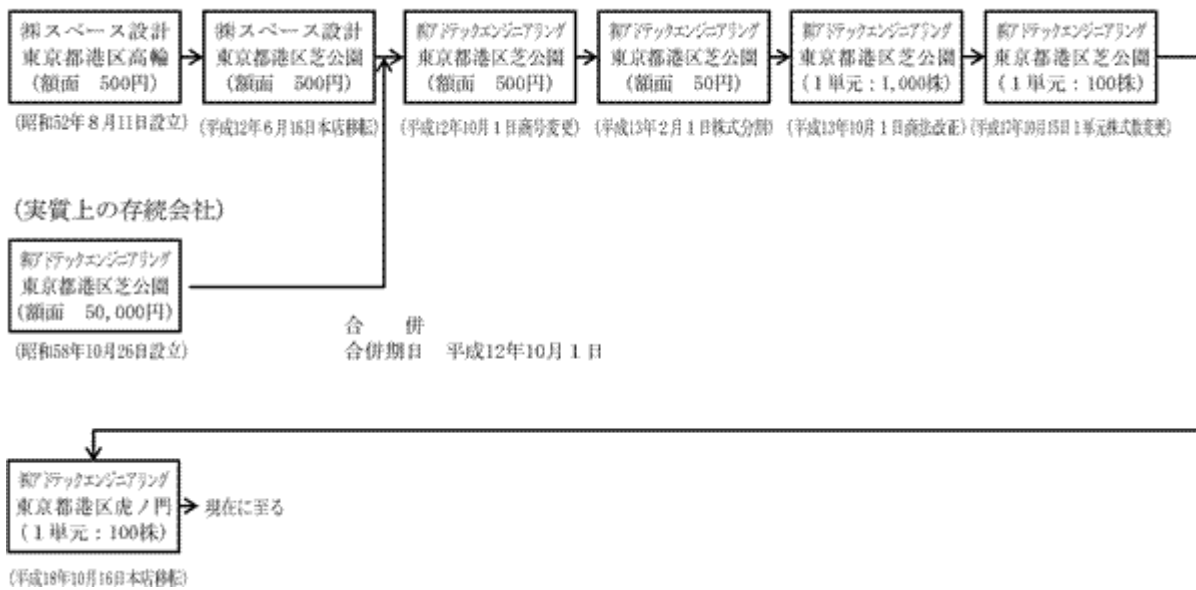 ㈱スペース設計
東京都港区高輪
(額面 500円)
(昭和52年8月11日設立)
㈱スペース設計
東京都港区芝公園
(額面 500円)
(平成12年6月16日本店移転)
㈱アドテックエンジニアリング
東京都港区芝公園
(額面 500円)
(平成12年10月1日商号変更)
㈱アドテックエンジニアリング
東京都港区芝公園
(額面 50円)
(平成13年2月1日株式分割)
㈱アドテックエンジニアリング
東京都港区芝公園
(1単元：1,000株)
(平成13年10月1日商法改正)
㈱アドテックエンジニアリング
東京都港区芝公園
(1単元：100株)
(平成17年10月15日1単元株式数変更)
(実質上の存続会社)
㈱アドテックエンジニアリング
東京都港区芝公園
(額面 50,000円)
(昭和58年10月26日設立)
合 併
合併期日 平成12年10月1日
㈱アドテックエンジニアリング
東京都港区虎ノ門
(1単元：100株)
(平成18年10月16日本店移転)
現在に至る